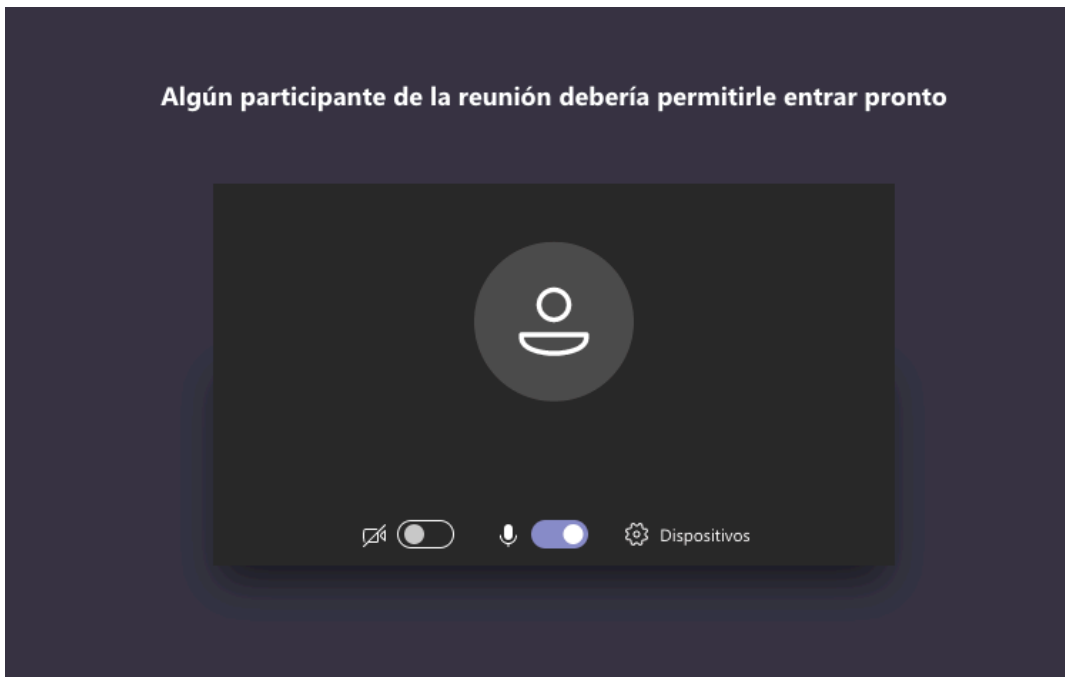 Algún participante de la reunión debería permitirle entrar pronto
Dispositivos